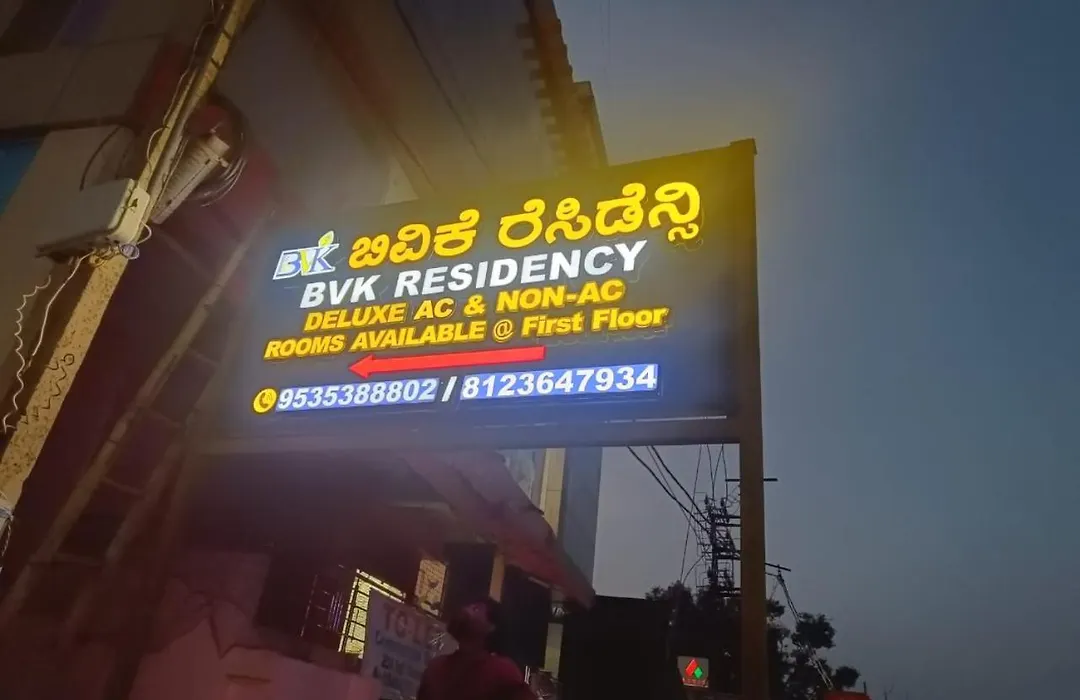 BVK ಬಿವಿಕೆ ರೆಸಿಡೆನ್ಸಿ
BVK RESIDENCY
DELUXE AC & NON-AC
ROOMS AVAILABLE @ First Floor
9535388802 / 8123647934